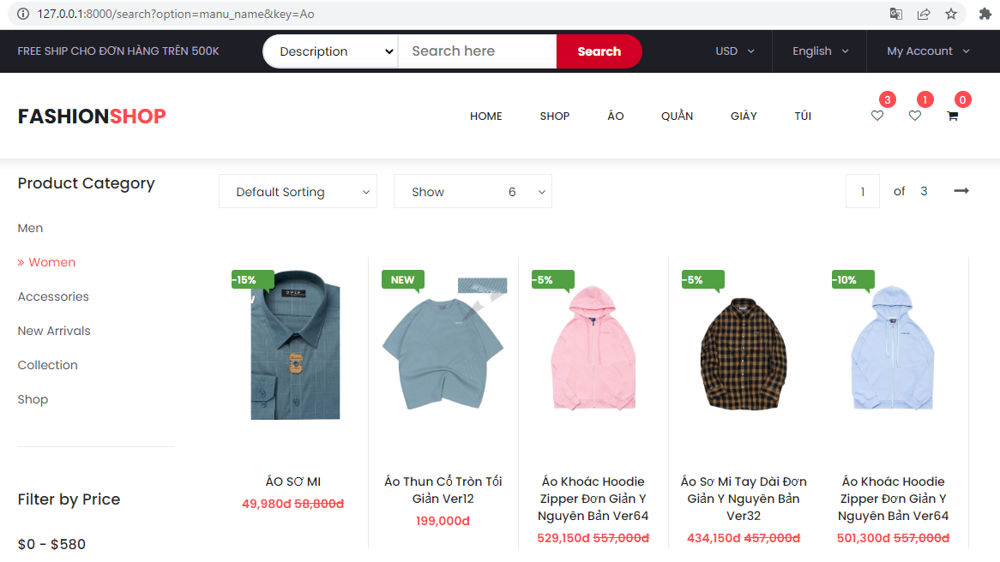 127.0.0.1:8000/search?option=manu_name&key=Ao
FREE SHIP CHO ĐƠN HÀNG TRÊN 500K
Description
Search here
Search
USD
English
My Account
FASHIONSHOP
HOME
SHOP
ÁO
QUẦN
GIÀY
TÚI
3
1
0
Product Category
Men
» Women
Accessories
New Arrivals
Collection
Shop
Filter by Price
$0 - $580
Default Sorting
Show 6
1 of 3
-15%
NEW
-5%
-5%
-10%
OWEN
ÁO SƠ MI
49,980đ 58,800đ
Áo Thun Cổ Tròn Tối
Giản Ver12
199,000đ
Áo Khoác Hoodie
Zipper Đơn Giản Y
Nguyên Bản Ver64
529,150đ 557,000đ
Áo Sơ Mi Tay Dài Đơn
Giản Y Nguyên Bản
Ver32
434,150đ 457,000đ
Áo Khoác Hoodie
Zipper Đơn Giản Y
Nguyên Bản Ver64
501,300đ 557,000đ